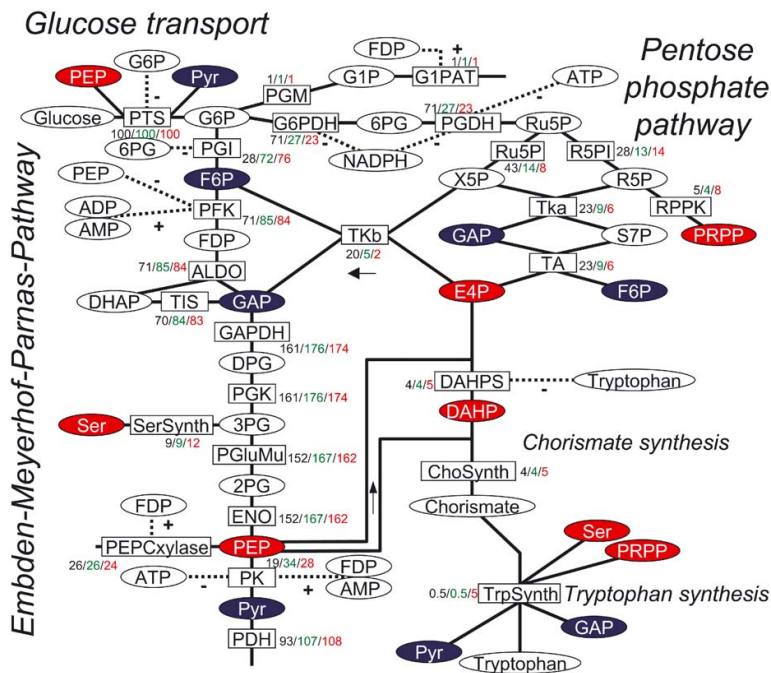 Glucose transport
FDP
+
1/1/1
G6P
PEP
Pyr
1/1/1
G1P
G1PAT
ATP
Pentose
phosphate
pathway
PGM
-
-
71/27/23
Glucose
PTS
G6P
G6PDH
6PG
PGDH
Ru5P
100/100/100
71/27/23
6PG
PGI
28/72/76
-
NADPH
-
Ru5P
R5PI
28/13/14
43/14/8
PEP
-
F6P
X5P
R5P
5/4/8
RPPK
ADP
AMP
+
PFK
71/85/84
Tka
23/9/6
FDP
TKb
GAP
S7P
PRPP
20/5/2
71/85/84
ALDO
TA
23/9/6
DHAP
TIS
GAP
E4P
F6P
70/84/83
GAPDH
161/176/174
DPG
4/4/5
DAHPS
-
Tryptophan
PGK
161/176/174
DAHP
Ser
SerSynth
3PG
9/9/12
Chorismate synthesis
PGluMu
152/167/162
ChoSynth
4/4/5
2PG
FDP
+
Chorismate
ENO
152/167/162
Ser
PEPCxylase
PEP
PRPP
26/26/24
19/34/28
ATP
-
PK
+
FDP
AMP
0.5/0.5/5
TrpSynth
Tryptophan synthesis
Pyr
GAP
PDH
93/107/108
Pyr
Tryptophan
Embden-Meyerhof-Parnas-Pathway